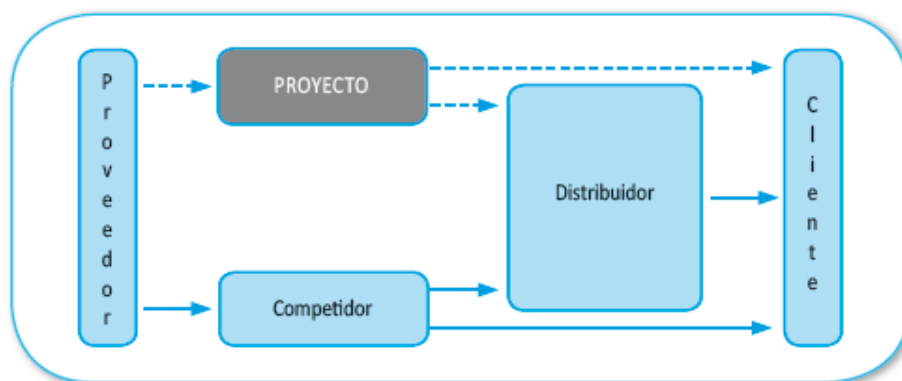 Proveedor
PROYECTO
Distribuidor
Competidor
Cliente